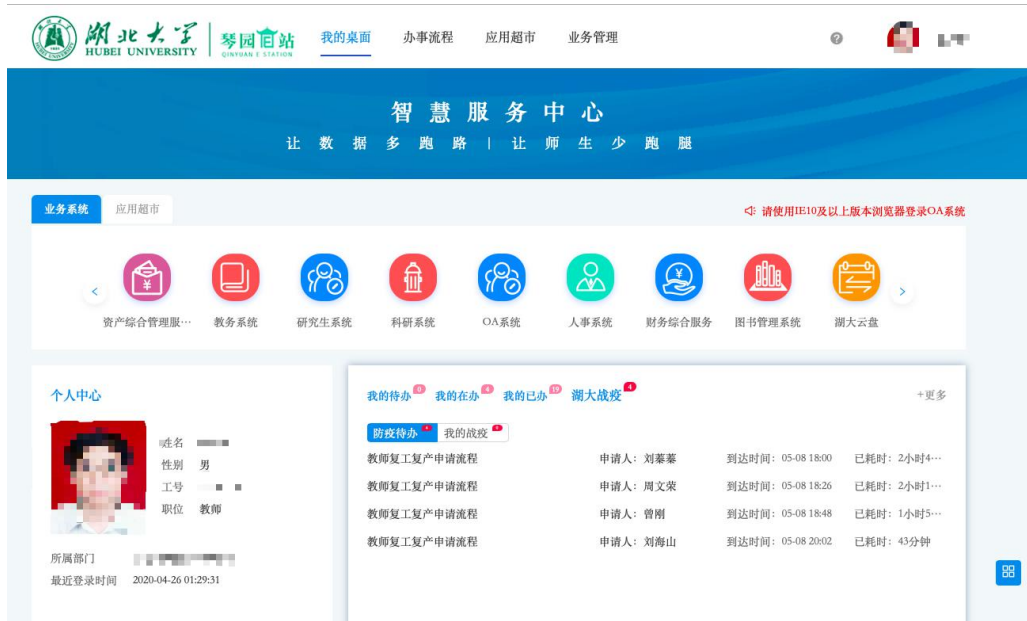 湖北大学
HUBEI UNIVERSITY
琴园e站
QINYUAN E STATION
我的桌面 办事流程 应用超市 业务管理
智慧服务中心
让数据多跑路 | 让师生少跑腿
业务系统 应用超市
请使用IE10及以上版本浏览器登录OA系统
资产综合管理服… 教务系统 研究生系统 科研系统 OA系统 人事系统 财务综合服务 图书管理系统 湖大云盘
个人中心
姓名
性别 男
工号
职位 教师
所属部门
最近登录时间 2020-04-26 01:29:31
我的待办 0 我的在办 4 我的已办 19 湖大战疫 4 +更多
防疫待办 我的战疫
教师复工复产申请流程 申请人：刘蓁蓁 到达时间：05-08 18:00 已耗时：2小时4…
教师复工复产申请流程 申请人：周文荣 到达时间：05-08 18:26 已耗时：2小时1…
教师复工复产申请流程 申请人：曾刚 到达时间：05-08 18:48 已耗时：1小时5…
教师复工复产申请流程 申请人：刘海山 到达时间：05-08 20:02 已耗时：43分钟